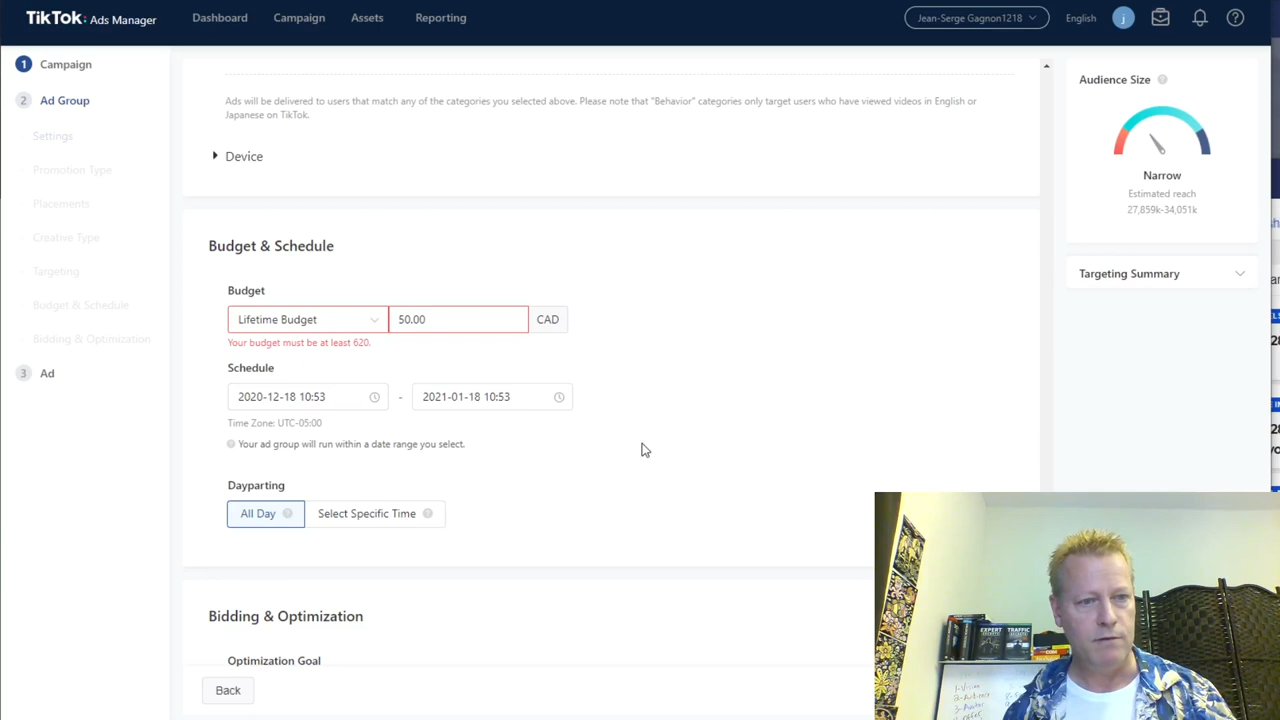 TikTok: Ads Manager
Dashboard
Campaign
Assets
Reporting
Jean-Serge Gagnon1218
English
j
1 Campaign
2 Ad Group
Settings
Promotion Type
Placements
Creative Type
Targeting
Budget & Schedule
Bidding & Optimization
3 Ad
Ads will be delivered to users that match any of the categories you selected above. Please note that "Behavior" categories only target users who have viewed videos in English or
Japanese on TikTok.
Device
Budget & Schedule
Budget
Lifetime Budget
50.00
CAD
Your budget must be at least 620.
Schedule
2020-12-18 10:53
-
2021-01-18 10:53
Time Zone: UTC-05:00
Your ad group will run within a date range you select.
Dayparting
All Day
Select Specific Time
Bidding & Optimization
Optimization Goal
Back
Audience Size
Narrow
Estimated reach
27,859k-34,051k
Targeting Summary
EXPERT
SECRETS
TRAFFIC
SECRETS